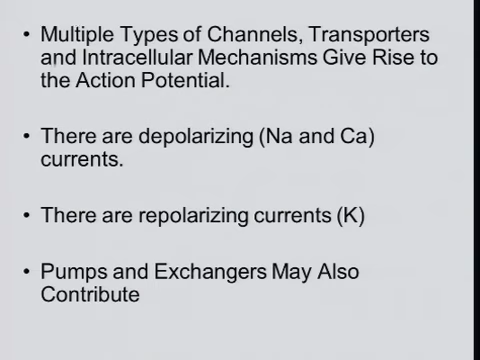 • Multiple Types of Channels, Transporters
and Intracellular Mechanisms Give Rise to
the Action Potential.
• There are depolarizing (Na and Ca)
currents.
• There are repolarizing currents (K)
• Pumps and Exchangers May Also
Contribute